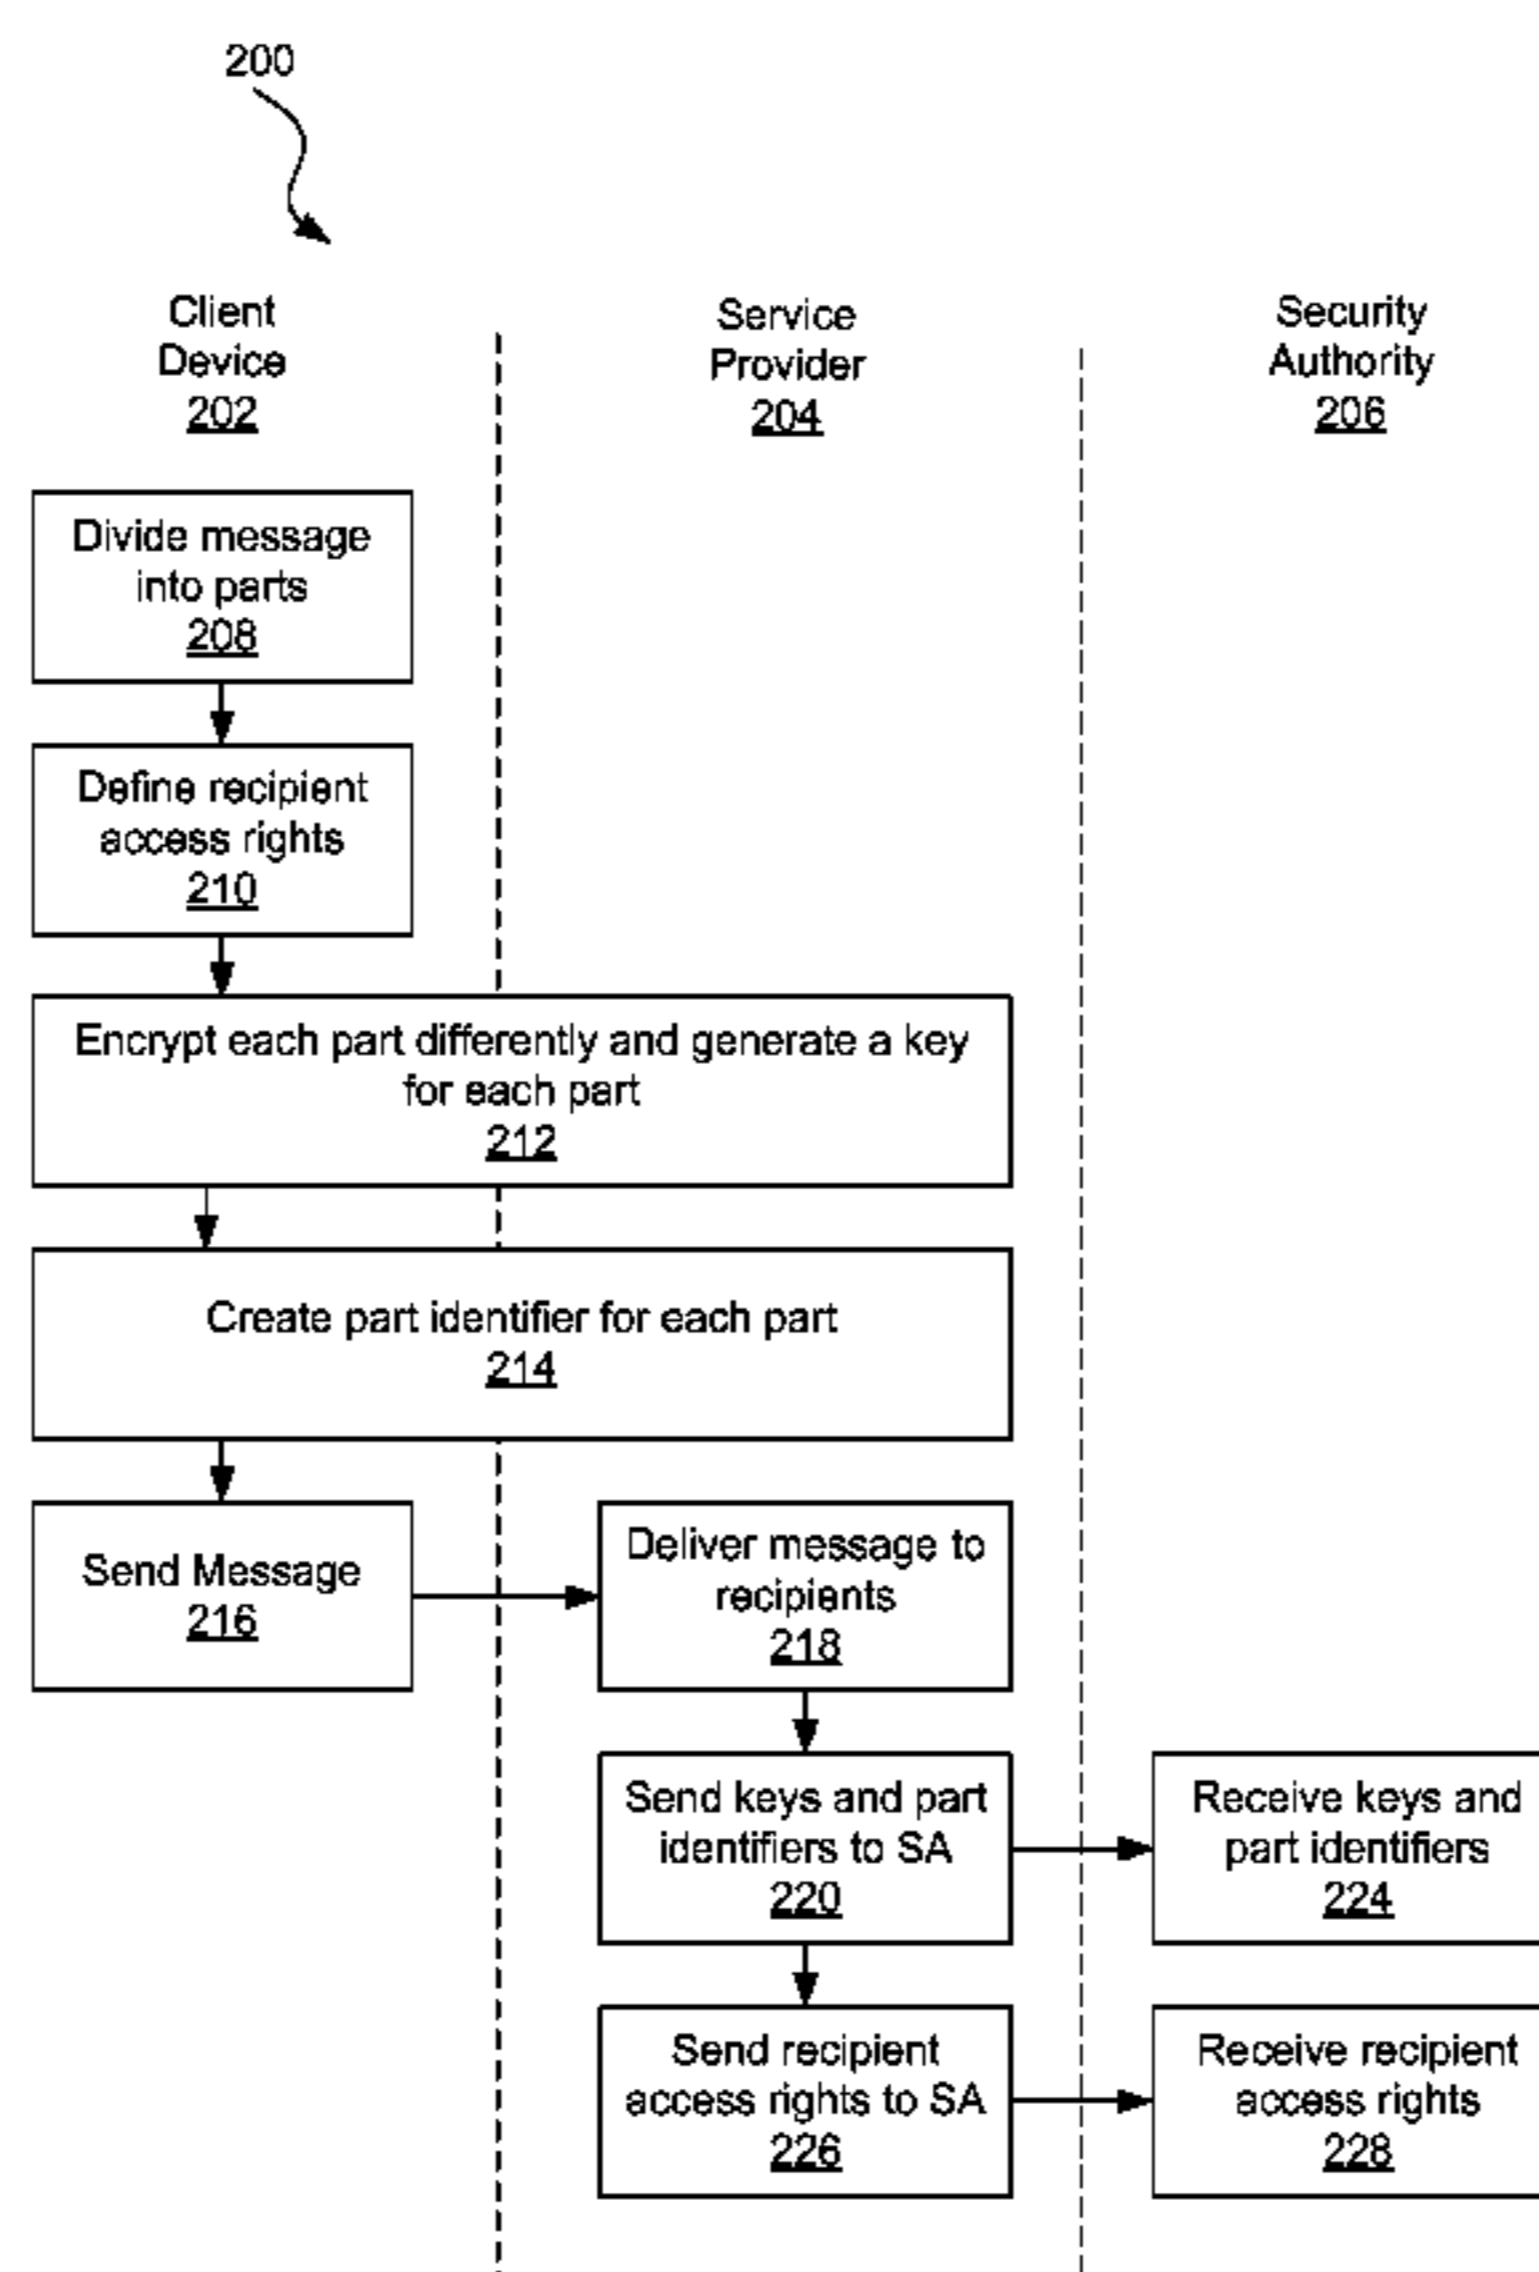 200
Client
Device
202
Service
Provider
204
Security
Authority
206
Divide message
into parts
208
Define recipient
access rights
210
Encrypt each part differently and generate a key
for each part
212
Create part identifier for each part
214
Send Message
216
Deliver message to
recipients
218
Send keys and part
identifiers to SA
220
Receive keys and
part identifiers
224
Send recipient
access rights to SA
226
Receive recipient
access rights
228